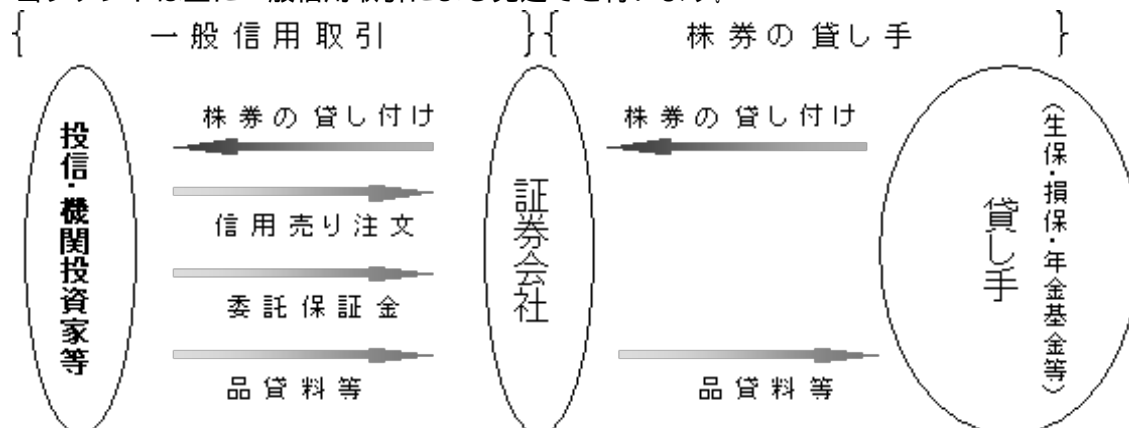 { 一般信用取引 }{ 株券の貸し手 }
株券の貸し付け
株券の貸し付け
投信・機関投資家等
信用売り注文
証券会社
貸し手
(生保・損保・年金基金等)
委託保証金
品貸料等
品貸料等